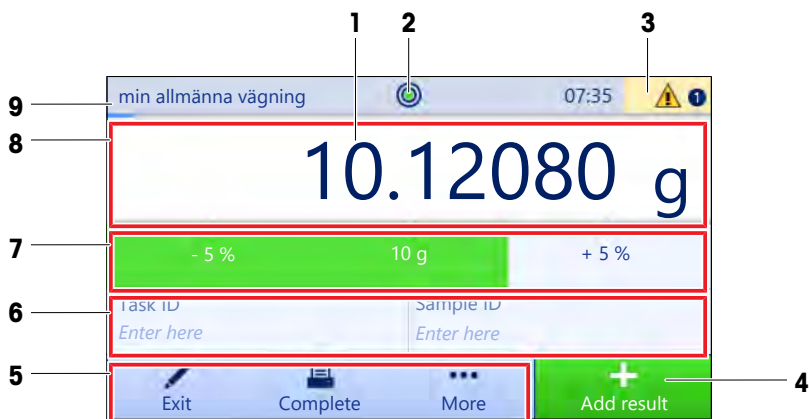 1 2 3
9 min allmänna vägning 07:35 1
8 10.12080 g
7 - 5 % 10 g + 5 %
6 Task ID Sample ID
Enter here Enter here
5 Exit Complete More Add result 4